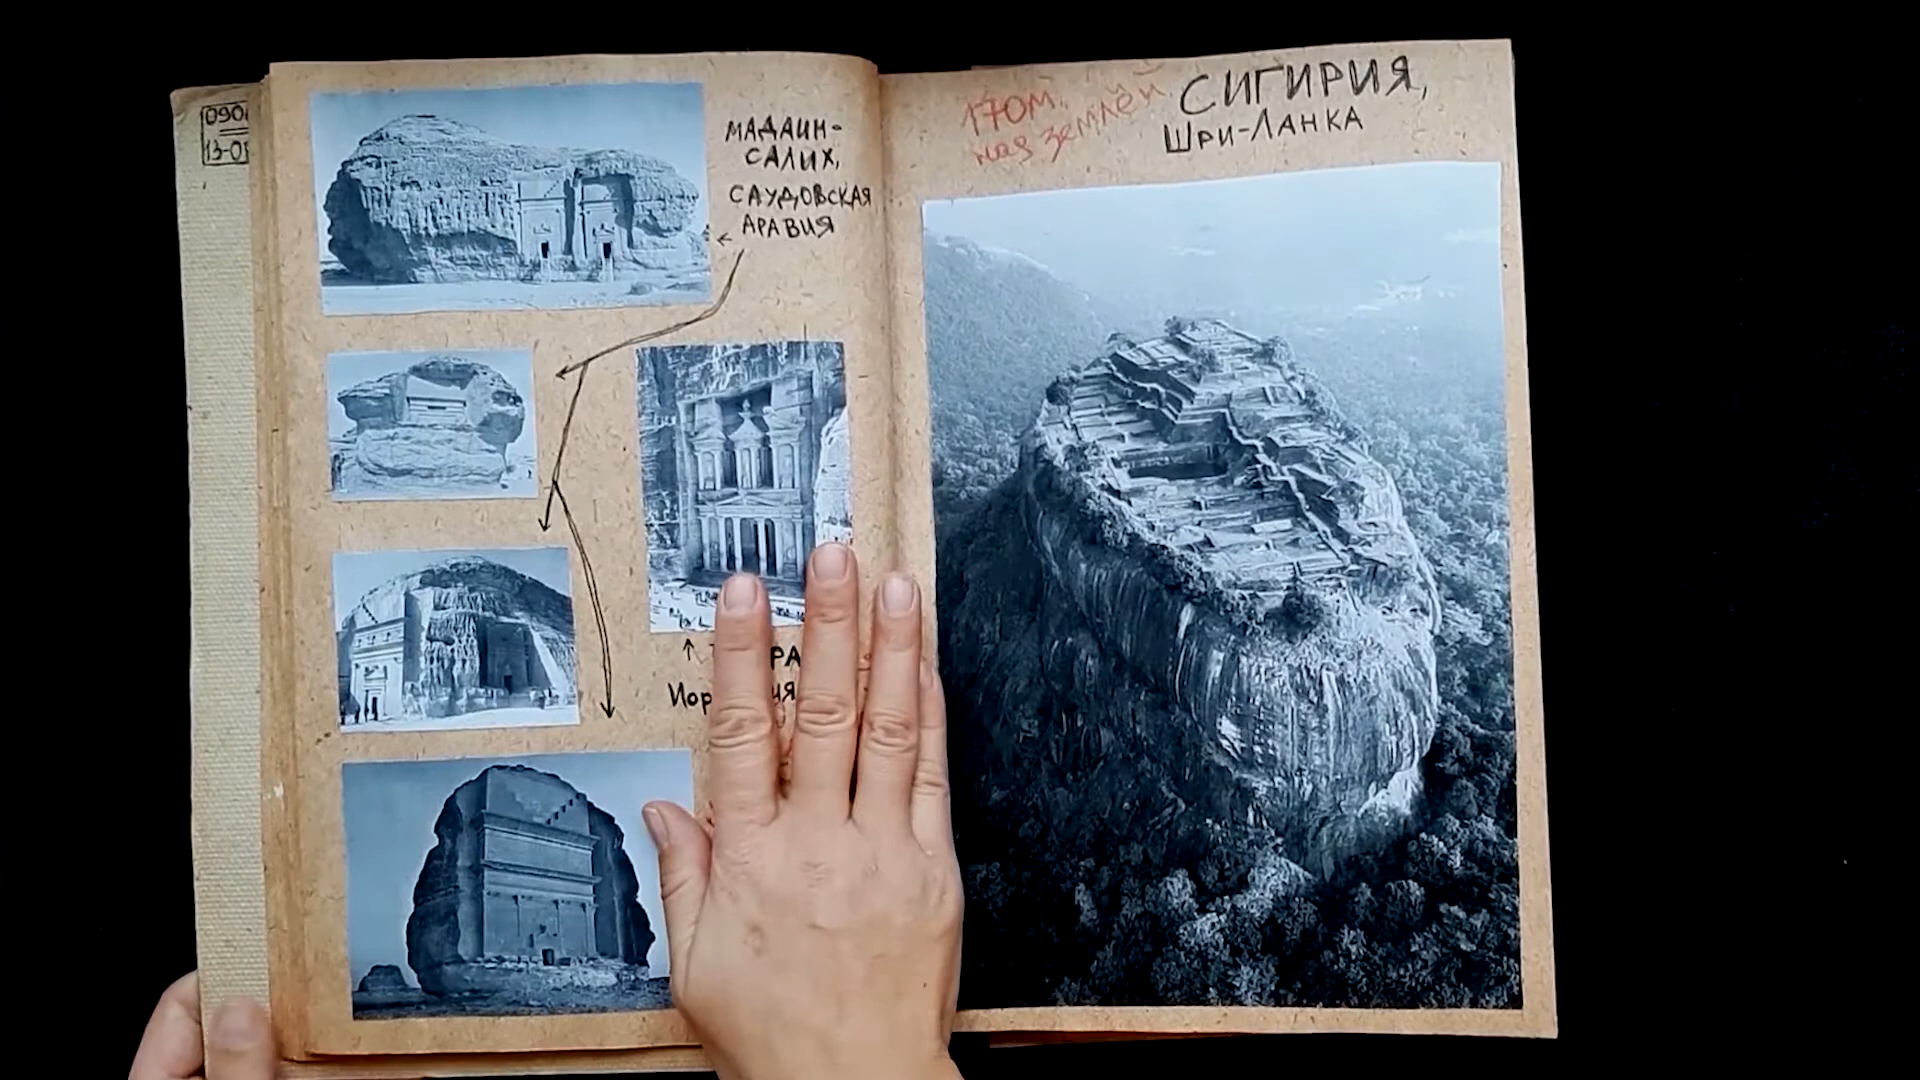 МАДАИН-
САЛИХ,
САУДОВСКАЯ
АРАВИЯ
170м.
над землёй
СИГИРИЯ,
ШРИ-ЛАНКА